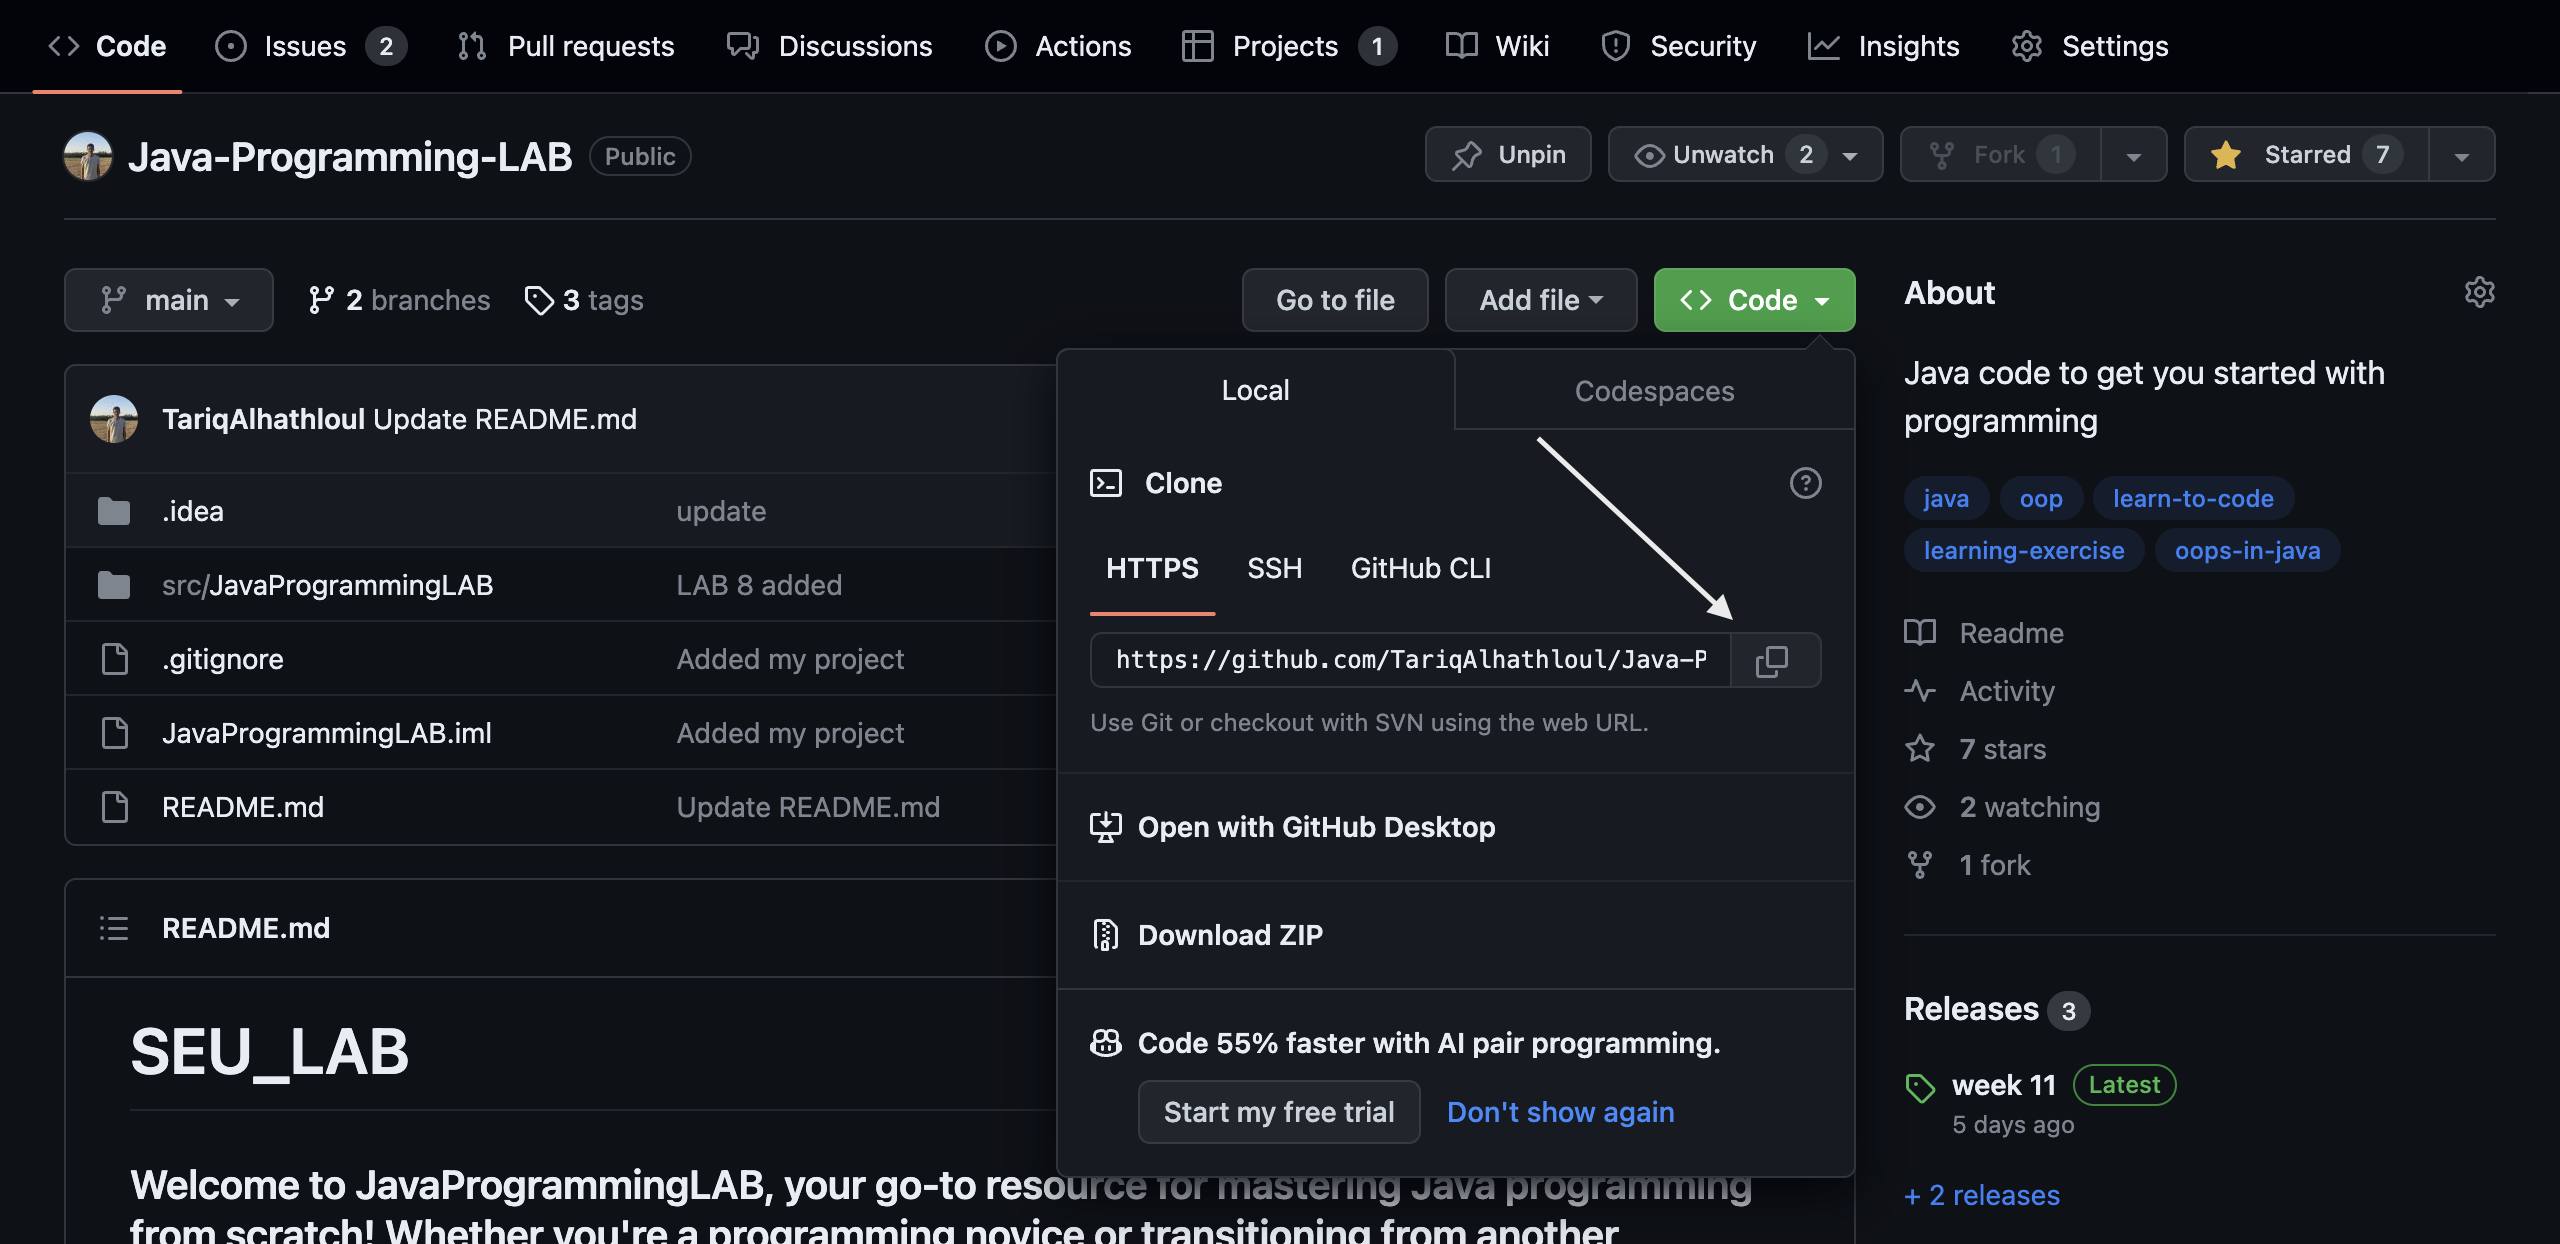 Code Issues 2 Pull requests Discussions Actions Projects 1 Wiki Security Insights Settings
Java-Programming-LAB Public Unpin Unwatch 2 Fork 1 Starred 7
main 2 branches 3 tags Go to file Add file Code
TariqAlhathloul Update README.md
.idea update
src/JavaProgrammingLAB LAB 8 added
.gitignore Added my project
JavaProgrammingLAB.iml Added my project
README.md Update README.md
README.md
SEU_LAB
Welcome to JavaProgrammingLAB, your go-to resource for mastering Java programming
from scratch! Whether you're a programming novice or transitioning from another
Local Codespaces
Clone
HTTPS SSH GitHub CLI
https://github.com/TariqAlhathloul/Java-P
Use Git or checkout with SVN using the web URL.
Open with GitHub Desktop
Download ZIP
Code 55% faster with AI pair programming.
Start my free trial Don't show again
About
Java code to get you started with
programming
java oop learn-to-code
learning-exercise oops-in-java
Readme
Activity
7 stars
2 watching
1 fork
Releases 3
week 11 Latest
5 days ago
+ 2 releases